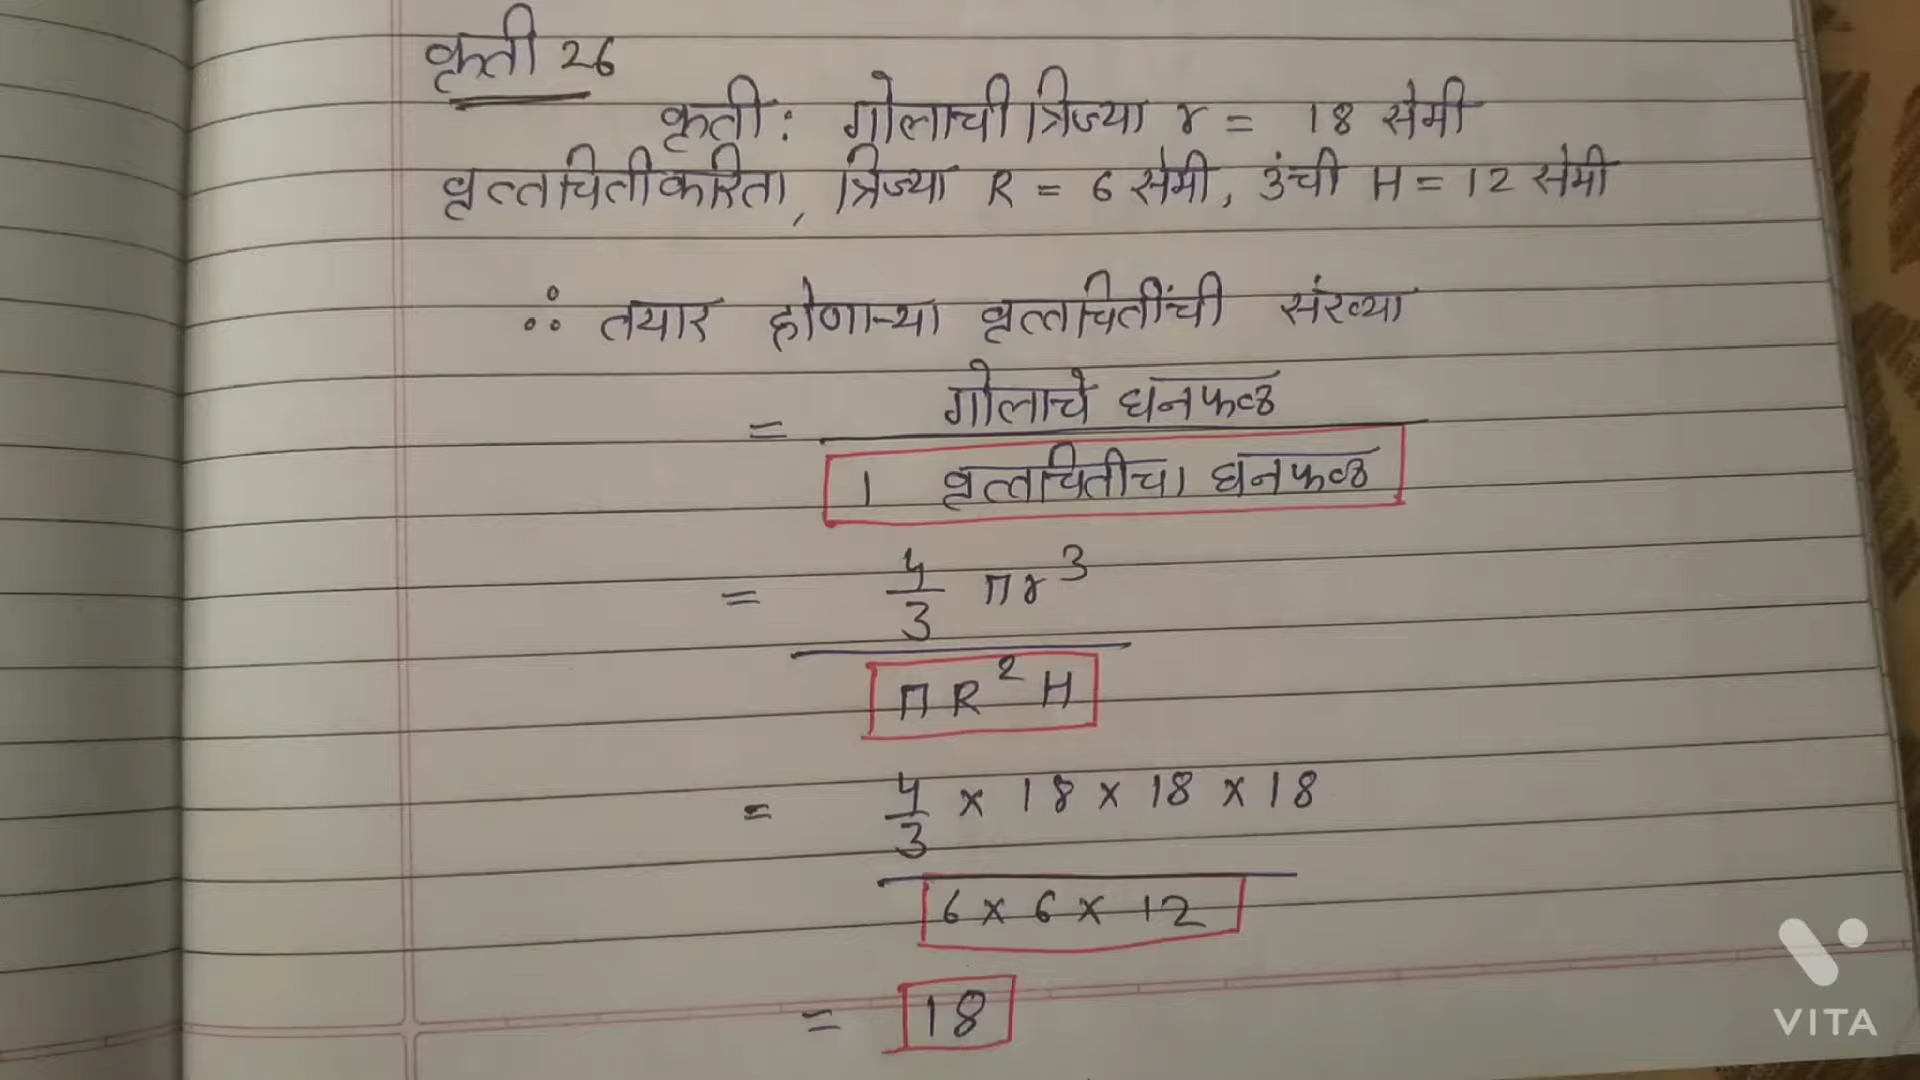 कृती 26
कृती: गोलाची त्रिज्या r = 18 सेमी
वृत्तचितीकरिता, त्रिज्या R = 6 सेमी, उंची H = 12 सेमी
∴ तयार होणाऱ्या वृत्तचितींची संख्या
= गोलाचे घनफळ
1 वृत्तचितीचा घनफळ
= 4/3 πr³
πR²H
= 4/3 × 18 × 18 × 18
6 × 6 × 12
= 18
VITA